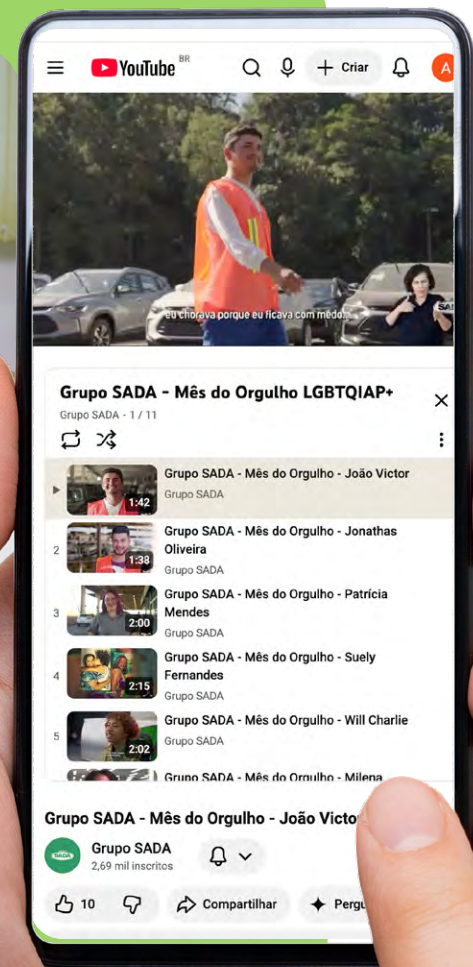 YouTube BR
Criar
A
eu chorava porque eu ficava com medo.
Grupo SADA - Mês do Orgulho LGBTQIAP+
Grupo SADA - 1 / 11
Grupo SADA - Mês do Orgulho - João Victor
Grupo SADA
1:42
2
Grupo SADA - Mês do Orgulho - Jonathas
Oliveira
Grupo SADA
1:38
3
Grupo SADA - Mês do Orgulho - Patrícia
Mendes
Grupo SADA
2:00
4
Grupo SADA - Mês do Orgulho - Suely
Fernandes
Grupo SADA
2:15
5
Grupo SADA - Mês do Orgulho - Will Charlie
Grupo SADA
2:02
Grupo SADA - Mês do Orgulho - Milena
Grupo SADA - Mês do Orgulho - João Victo
SADA
Grupo SADA
2,69 mil inscritos
10
Compartilhar
Pergu